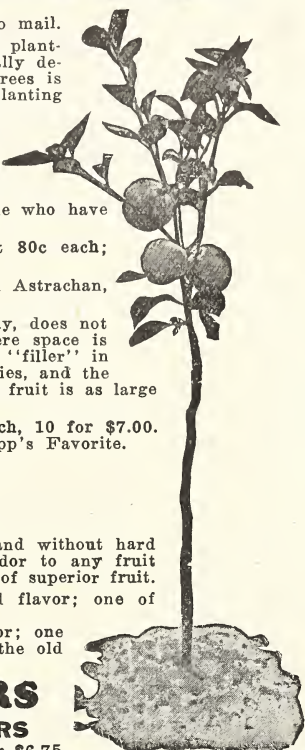 o mail.
plant-
lly de-
rees is
lanting
e who have
t 80c each;
Astrachan,
y, does not
ere space is
"filler" in
ies, and the
fruit is as large
ch, 10 for $7.00.
pp's Favorite.
and without hard
dor to any fruit
of superior fruit.
d flavor; one of
or; one
the old
RS
RS
$6.75